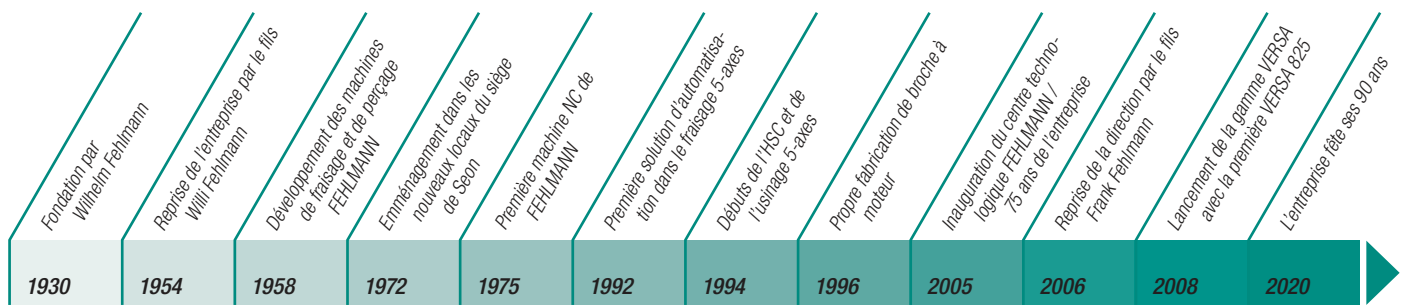 Fondation par
Wilhelm Fehlmann
Reprise de l'entreprise par le fils
Willi Fehlmann
Développement des machines
de fraisage et de perçage
FEHLMANN
Emménagement dans les
nouveaux locaux du siège
de Seon
Première machine NC de
FEHLMANN
Première solution d'automatisa-
tion dans le fraisage 5-axes
Débuts de l'HSC et de
l'usinage 5-axes
Propre fabrication de broche à
moteur
Inauguration du centre techno-
logique FEHLMANN /
75 ans de l'entreprise
Reprise de la direction par le fils
Frank Fehlmann
Lancement de la gamme VERSA
avec la première VERSA 825
L'entreprise fête ses 90 ans
1930
1954
1958
1972
1975
1992
1994
1996
2005
2006
2008
2020